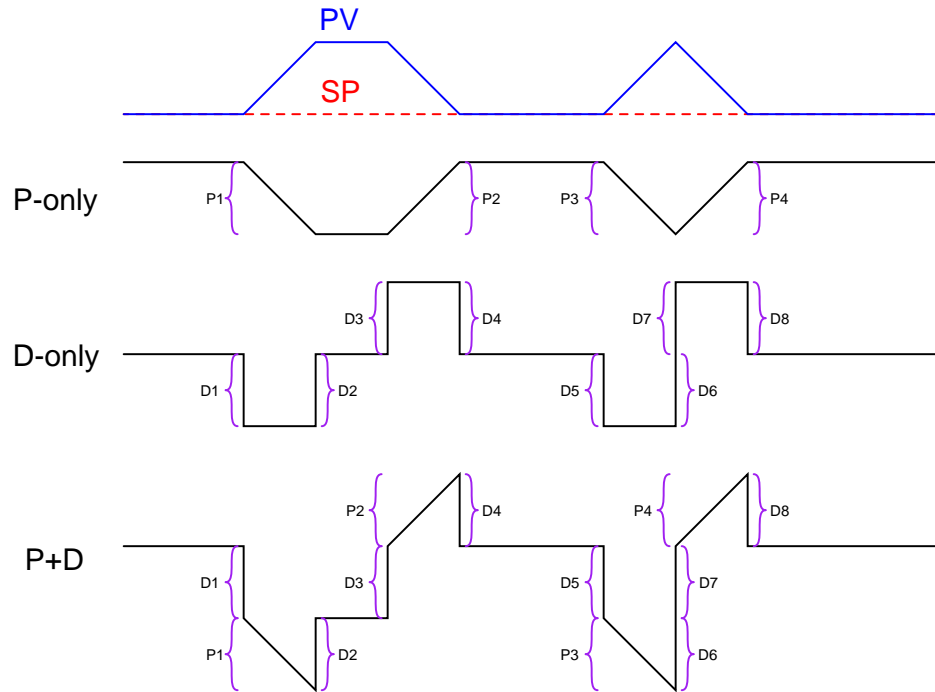 PV
SP
P-only
P1
P2
P3
P4
D-only
D3
D4
D7
D8
D1
D2
D5
D6
P+D
P2
D4
P4
D8
D1
D3
D5
D7
P1
D2
P3
D6